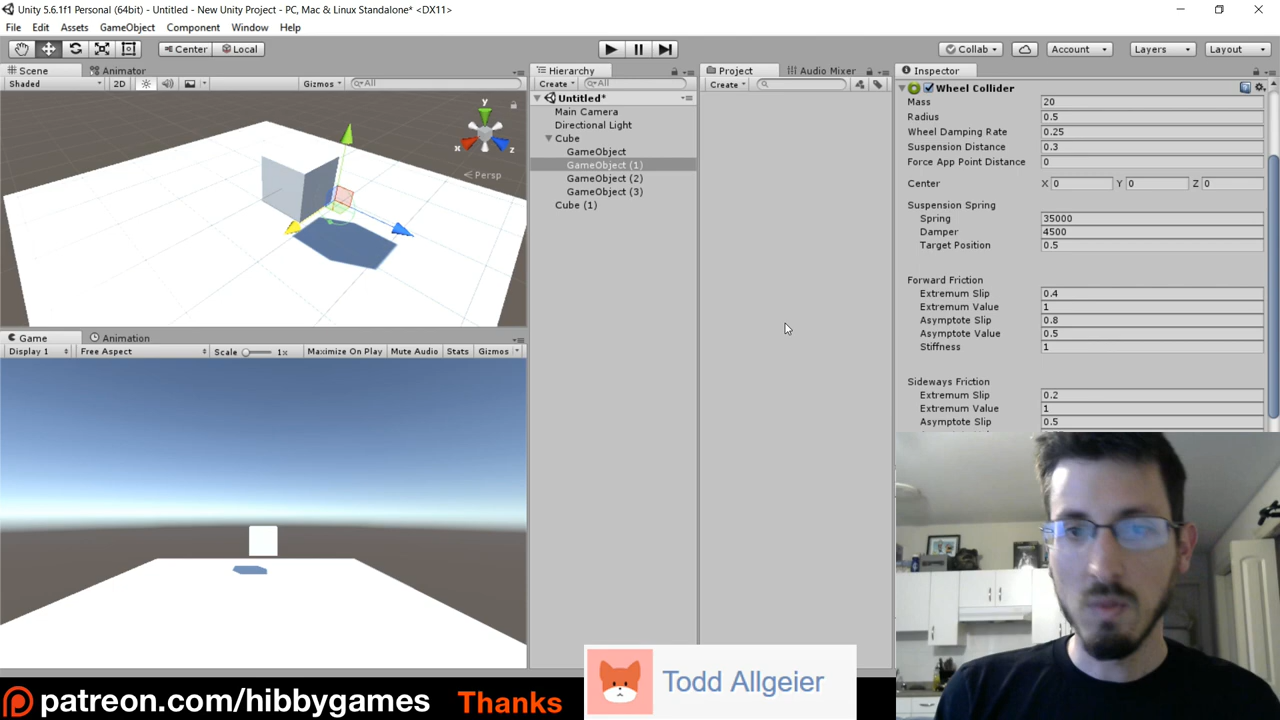 Unity 5.6.1f1 Personal (64bit) - Untitled - New Unity Project - PC, Mac & Linux Standalone* <DX11>
File Edit Assets GameObject Component Window Help
Center Local
Collab Account Layers Layout
Scene Animator
Shaded 2D Gizmos All
y
x
z
Persp
Game Animation
Display 1 Free Aspect Scale 1x Maximize On Play Mute Audio Stats Gizmos
Hierarchy
Create All
Untitled*
Main Camera
Directional Light
Cube
GameObject
GameObject (1)
GameObject (2)
GameObject (3)
Cube (1)
Project Audio Mixer
Create
Inspector
Wheel Collider
Mass 20
Radius 0.5
Wheel Damping Rate 0.25
Suspension Distance 0.3
Force App Point Distance 0
Center X 0 Y 0 Z 0
Suspension Spring
Spring 35000
Damper 4500
Target Position 0.5
Forward Friction
Extremum Slip 0.4
Extremum Value 1
Asymptote Slip 0.8
Asymptote Value 0.5
Stiffness 1
Sideways Friction
Extremum Slip 0.2
Extremum Value 1
Asymptote Slip 0.5
patreon.com/hibbygames Thanks Todd Allgeier